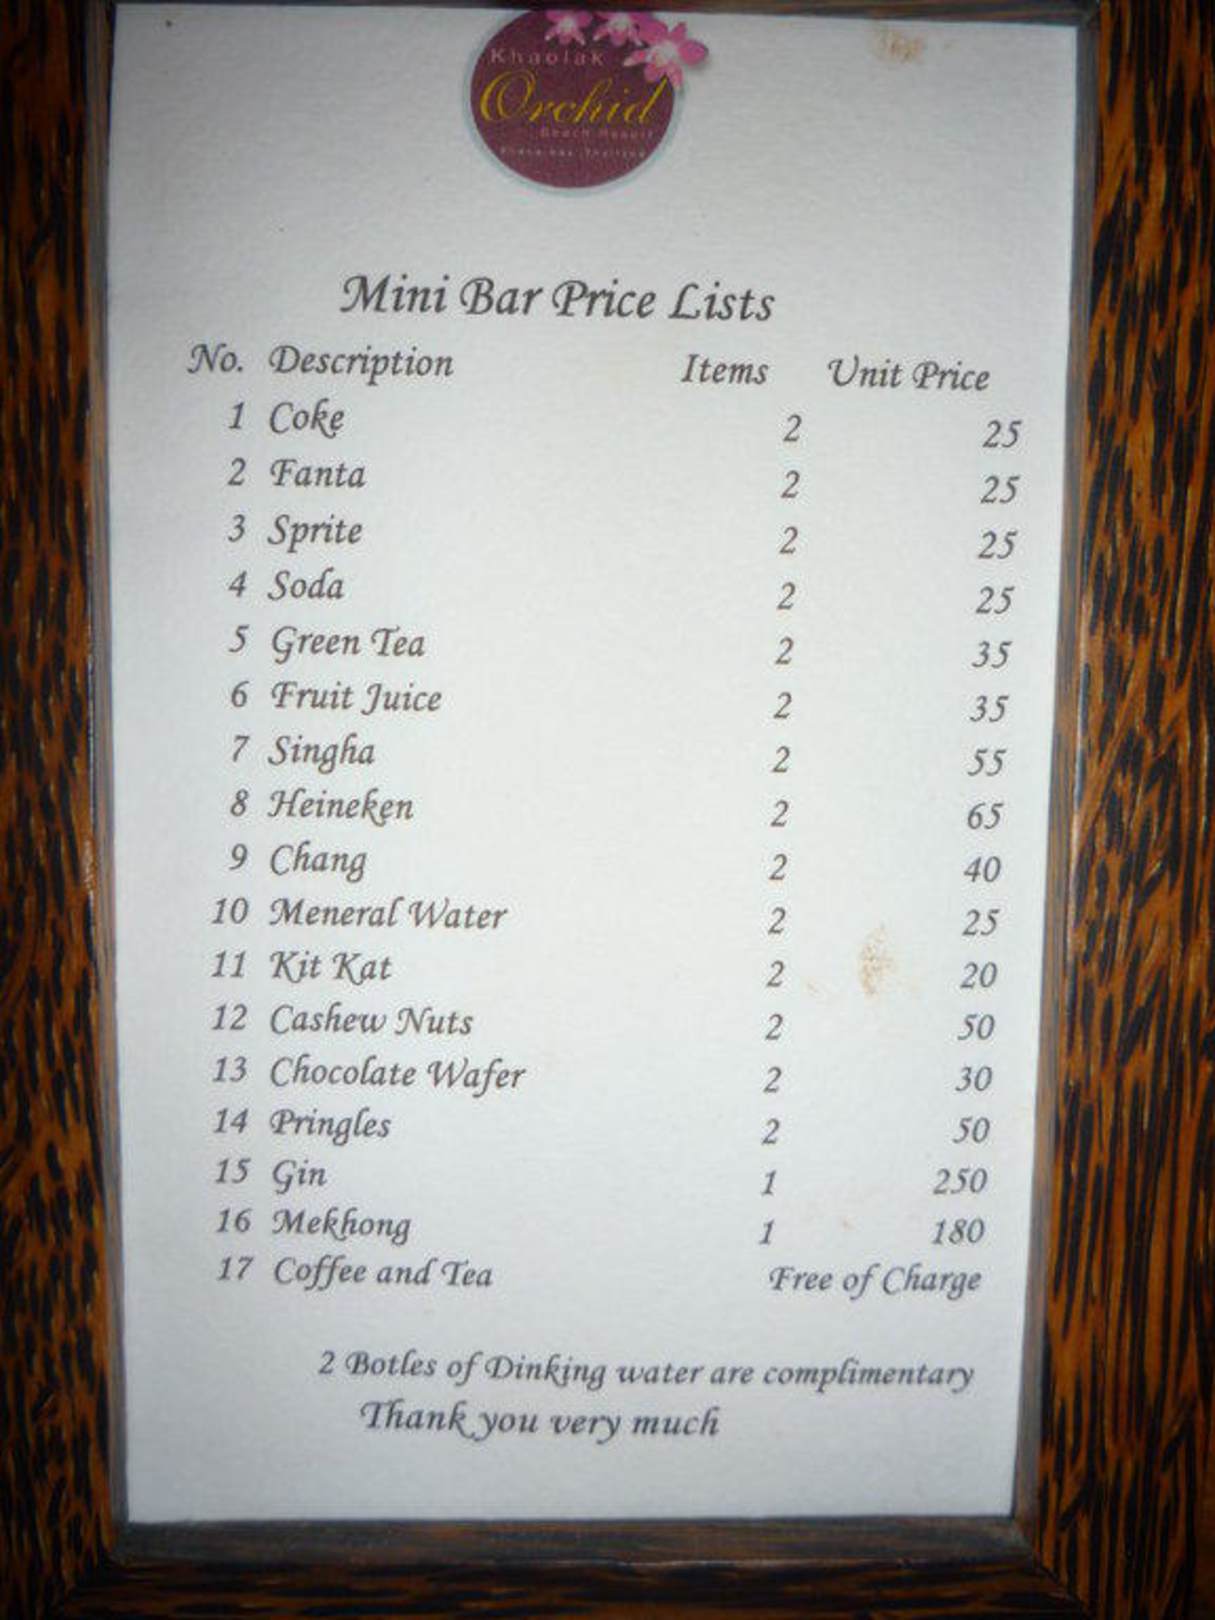 Khaolak
Orchid
Beach Resort
Mini Bar Price Lists
No. Description Items Unit Price
1 Coke 2 25
2 Fanta 2 25
3 Sprite 2 25
4 Soda 2 25
5 Green Tea 2 35
6 Fruit Juice 2 35
7 Singha 2 55
8 Heineken 2 65
9 Chang 2 40
10 Meneral Water 2 25
11 Kit Kat 2 20
12 Cashew Nuts 2 50
13 Chocolate Wafer 2 30
14 Pringles 2 50
15 Gin 1 250
16 Mekhong 1 180
17 Coffee and Tea Free of Charge
2 Botles of Dinking water are complimentary
Thank you very much